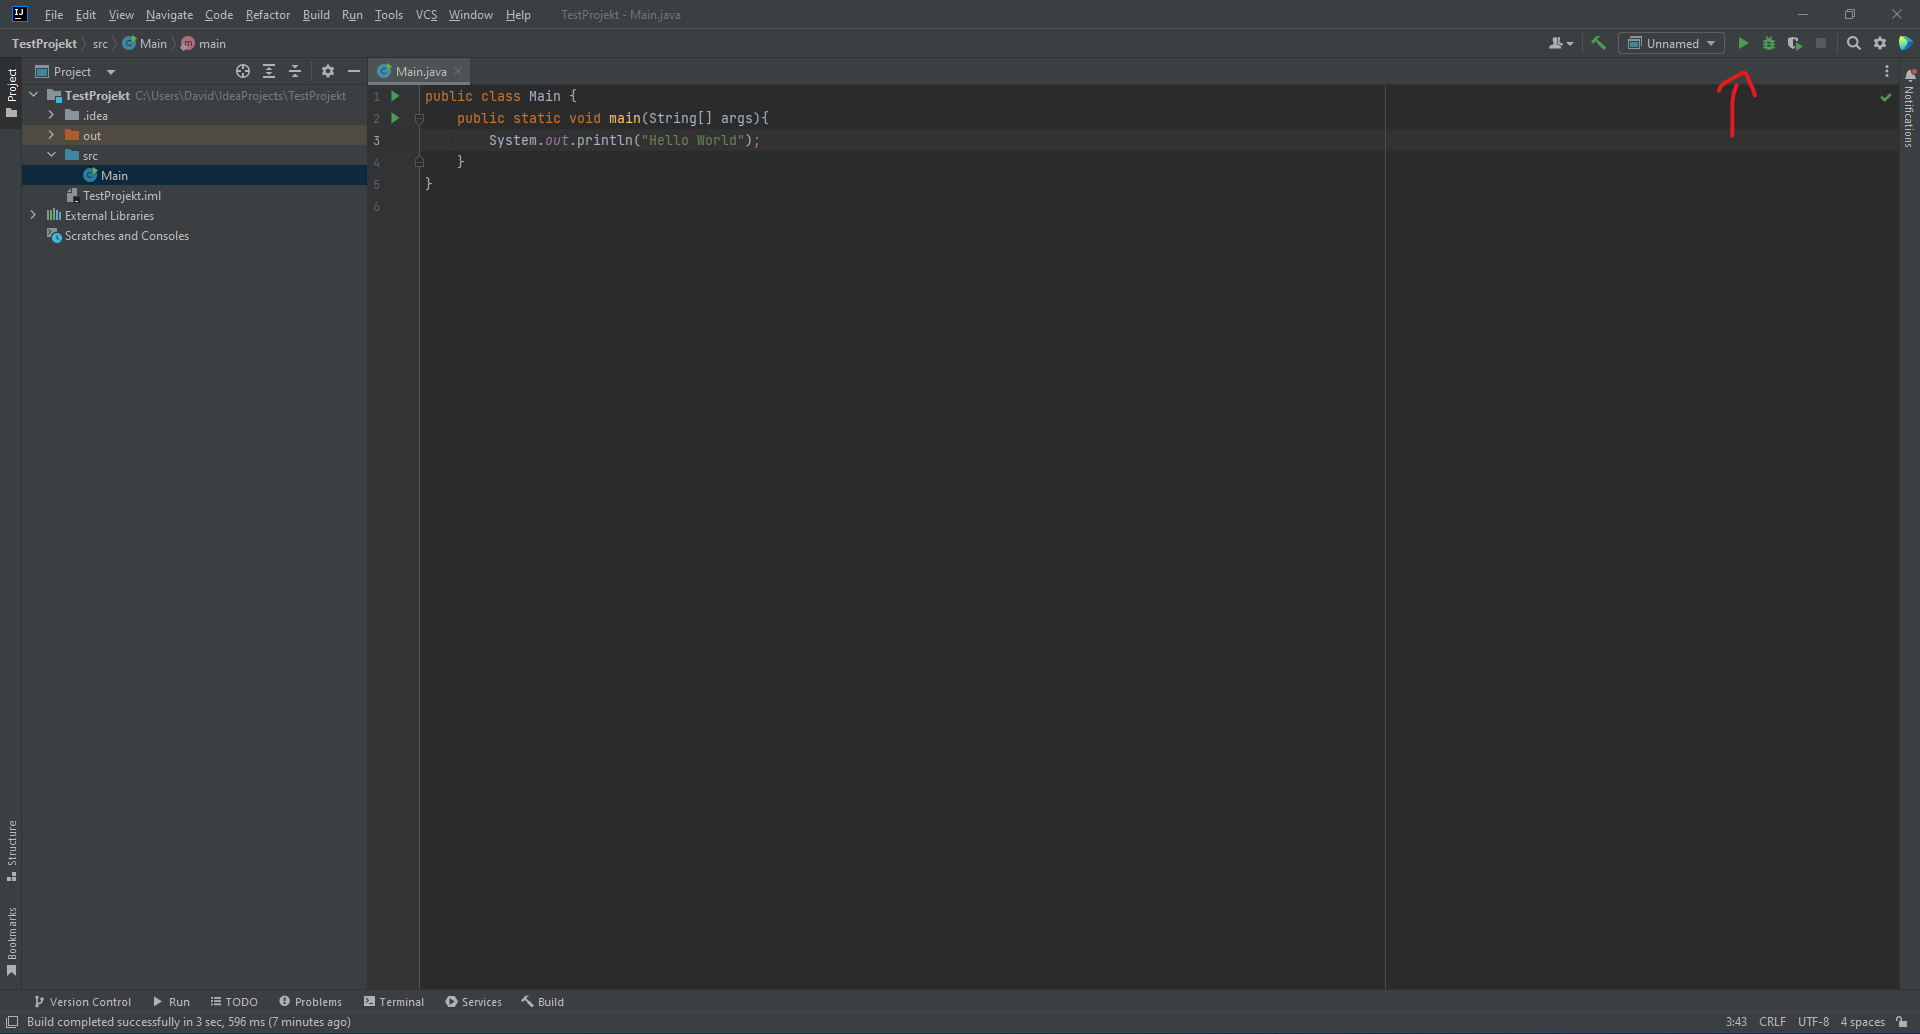 IJ File Edit View Navigate Code Refactor Build Run Tools VCS Window Help TestProjekt - Main.java
TestProjekt src Main main Unnamed
Project Main.java
Project
TestProjekt C:\Users\David\IdeaProjects\TestProjekt
.idea
out
src
Main
TestProjekt.iml
External Libraries
Scratches and Consoles
1 public class Main {
2 public static void main(String[] args){
3 System.out.println("Hello World");
4 }
5 }
6
Notifications
Structure
Bookmarks
Version Control Run TODO Problems Terminal Services Build
Build completed successfully in 3 sec, 596 ms (7 minutes ago) 3:43 CRLF UTF-8 4 spaces